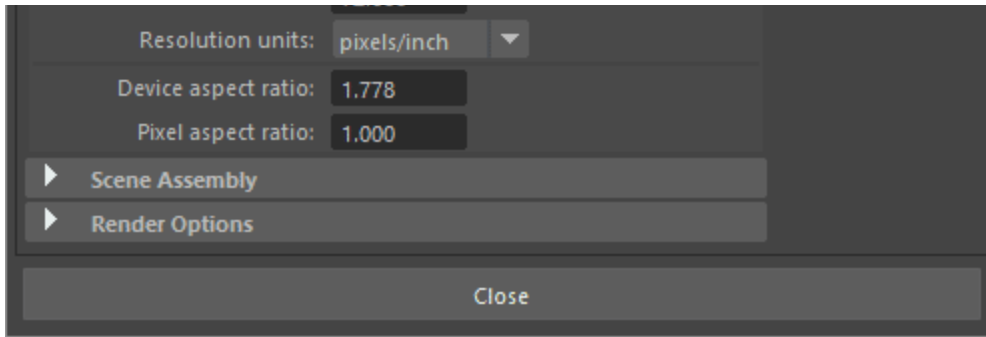 Resolution units: pixels/inch
Device aspect ratio: 1.778
Pixel aspect ratio: 1.000
Scene Assembly
Render Options
Close